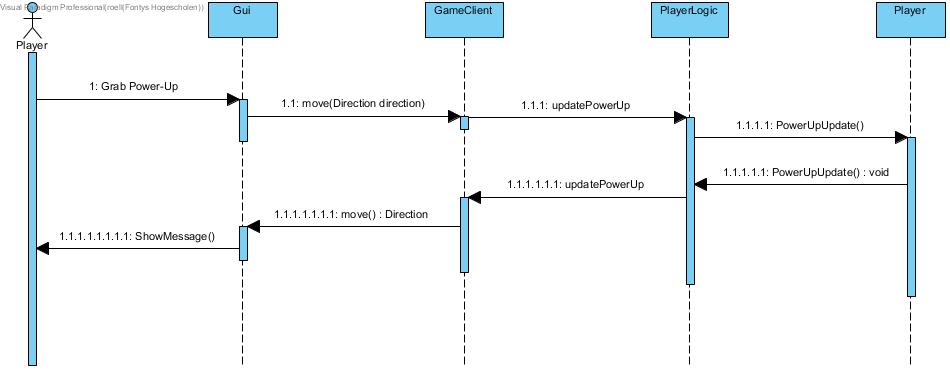 Visual Paradigm Professional(roell(Fontys Hogescholen))
Gui
GameClient
PlayerLogic
Player
Player
1: Grab Power-Up
1.1: move(Direction direction)
1.1.1: updatePowerUp
1.1.1.1: PowerUpUpdate()
1.1.1.1.1: PowerUpUpdate() : void
1.1.1.1.1.1: updatePowerUp
1.1.1.1.1.1.1: move() : Direction
1.1.1.1.1.1.1.1: ShowMessage()